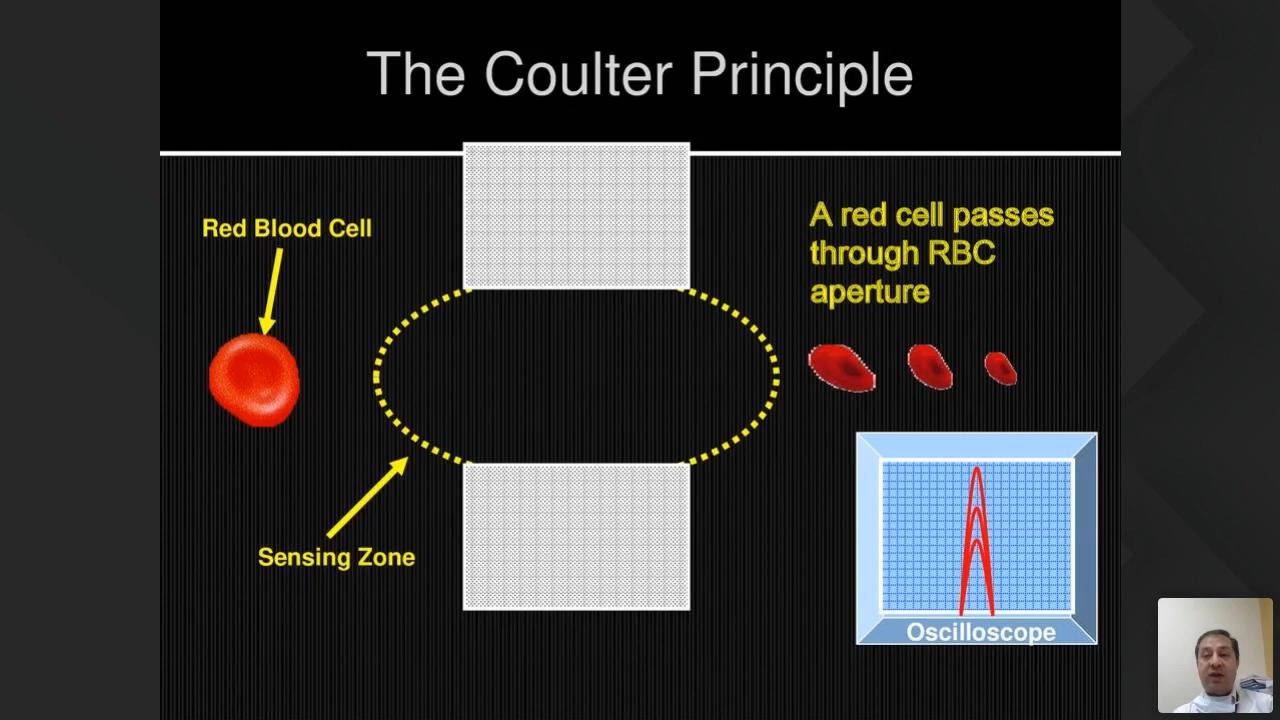 The Coulter Principle
Red Blood Cell
A red cell passes
through RBC
aperture
Sensing Zone
Oscilloscope